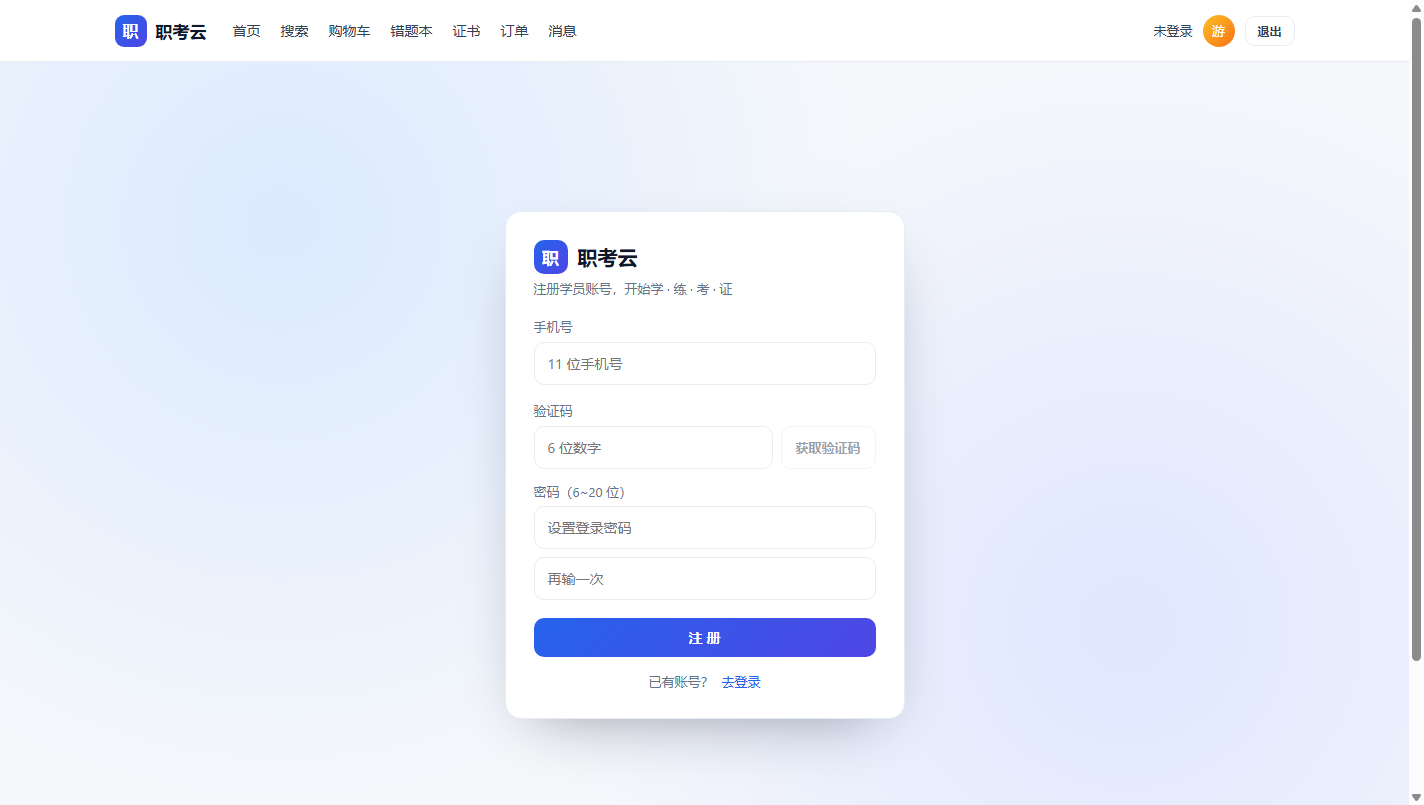 职 职考云 首页 搜索 购物车 错题本 证书 订单 消息 未登录 游 退出
职 职考云
注册学员账号，开始学 · 练 · 考 · 证
手机号
11 位手机号
验证码
6 位数字 获取验证码
密码（6~20 位）
设置登录密码
再输一次
注 册
已有账号？ 去登录